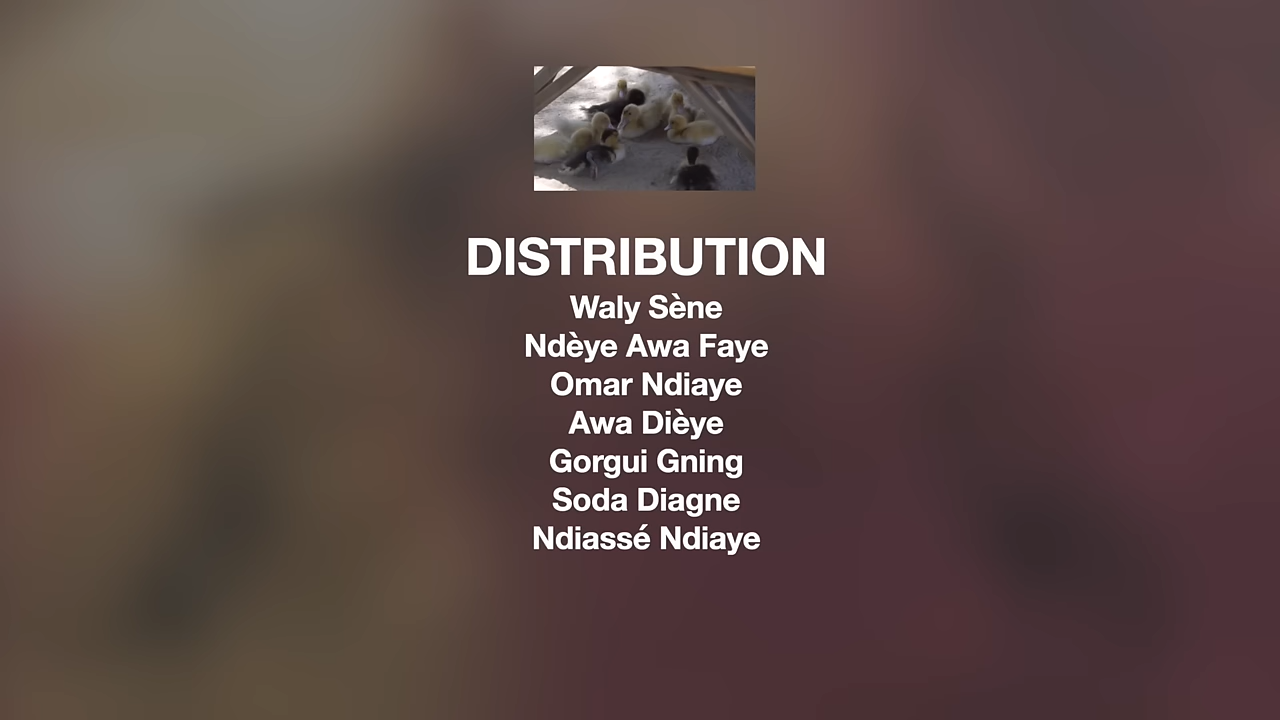 DISTRIBUTION
Waly Sène
Ndèye Awa Faye
Omar Ndiaye
Awa Dièye
Gorgui Gning
Soda Diagne
Ndiassé Ndiaye